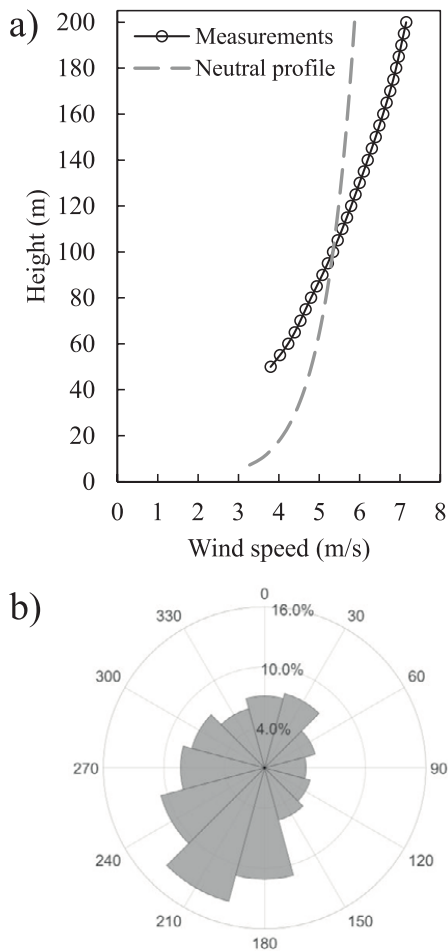 a)
200
180
160
140
120
100
80
60
40
20
0
Height (m)
Measurements
Neutral profile
0 1 2 3 4 5 6 7 8
Wind speed (m/s)
b)
0
330 16.0% 30
300 10.0% 60
4.0%
270 90
240 120
210 150
180